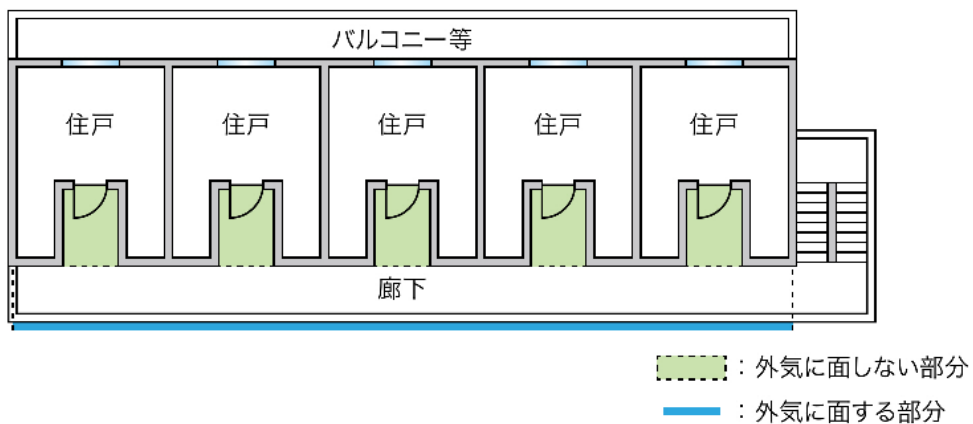 バルコニー等
住戸 住戸 住戸 住戸 住戸
廊下
：外気に面しない部分
：外気に面する部分